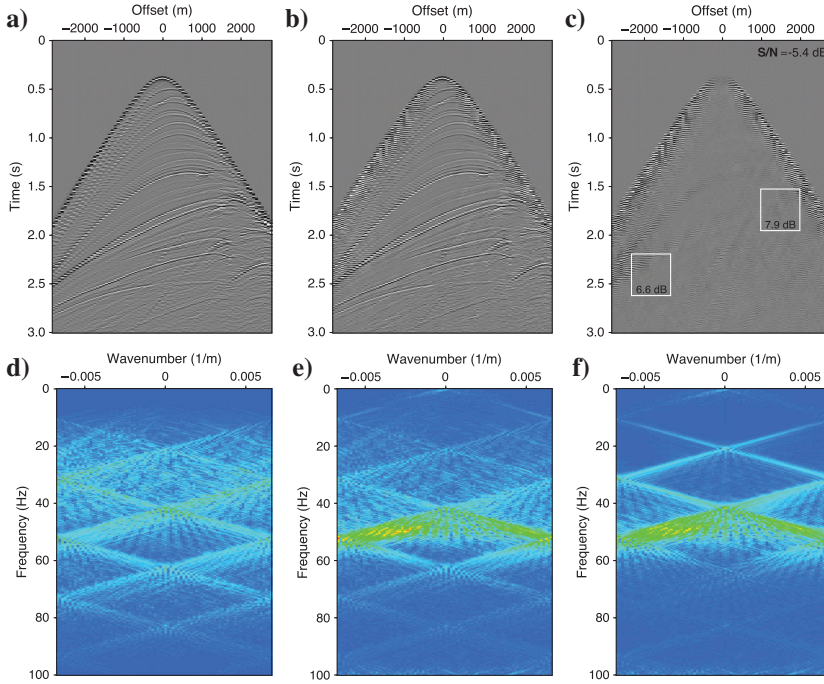 a)
Offset (m)
−2000 −1000 0 1000 2000
Time (s)
0
0.5
1.0
1.5
2.0
2.5
3.0
b)
Offset (m)
−2000 −1000 0 1000 2000
Time (s)
0
0.5
1.0
1.5
2.0
2.5
3.0
c)
Offset (m)
−2000 −1000 0 1000 2000
Time (s)
0
0.5
1.0
1.5
2.0
2.5
3.0
S/N =-5.4 dB
7.9 dB
6.6 dB
d)
Wavenumber (1/m)
−0.005 0 0.005
Frequency (Hz)
0
20
40
60
80
100
e)
Wavenumber (1/m)
−0.005 0 0.005
Frequency (Hz)
0
20
40
60
80
100
f)
Wavenumber (1/m)
−0.005 0 0.005
Frequency (Hz)
0
20
40
60
80
100